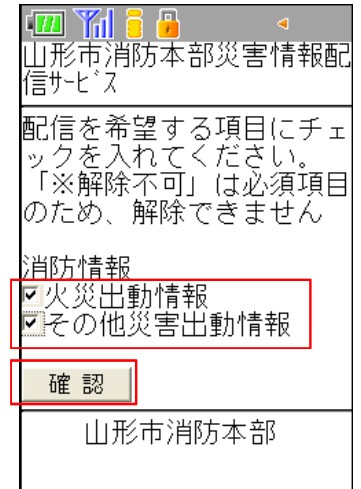 山形市消防本部災害情報配
信サービス
配信を希望する項目にチェ
ックを入れてください。
「※解除不可」は必須項目
のため、解除できません
消防情報
火災出動情報
その他災害出動情報
確認
山形市消防本部